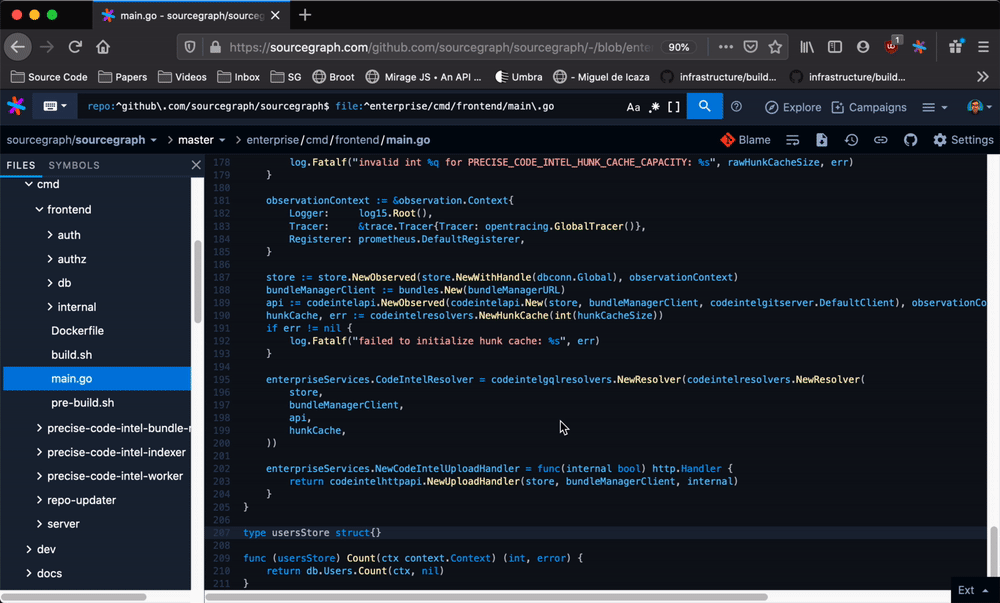 main.go - sourcegraph/sourceg
https://sourcegraph.com/github.com/sourcegraph/sourcegraph/-/blob/ente
90%
1
Source Code Papers Videos Inbox SG Broot Mirage JS • An API ... Umbra - Miguel de Icaza infrastructure/build... infrastructure/build...
repo:^github\.com/sourcegraph/sourcegraph$ file:^enterprise/cmd/frontend/main\.go
Aa .* [] Explore Campaigns
sourcegraph/sourcegraph master enterprise/cmd/frontend/main.go Blame Settings
FILES SYMBOLS
cmd
frontend
auth
authz
db
internal
Dockerfile
build.sh
main.go
pre-build.sh
precise-code-intel-bundle-r
precise-code-intel-indexer
precise-code-intel-worker
repo-updater
server
dev
docs
178 log.Fatalf("invalid int %q for PRECISE_CODE_INTEL_HUNK_CACHE_CAPACITY: %s", rawHunkCacheSize, err)
179 }
180
181 observationContext := &observation.Context{
182 Logger: log15.Root(),
183 Tracer: &trace.Tracer{Tracer: opentracing.GlobalTracer()},
184 Registerer: prometheus.DefaultRegisterer,
185 }
186
187 store := store.NewObserved(store.NewWithHandle(dbconn.Global), observationContext)
188 bundleManagerClient := bundles.New(bundleManagerURL)
189 api := codeintelapi.NewObserved(codeintelapi.New(store, bundleManagerClient, codeintelgitserver.DefaultClient), observationCo
190 hunkCache, err := codeintelresolvers.NewHunkCache(int(hunkCacheSize))
191 if err != nil {
192 log.Fatalf("failed to initialize hunk cache: %s", err)
193 }
194
195 enterpriseServices.CodeIntelResolver = codeintelgqlresolvers.NewResolver(codeintelresolvers.NewResolver(
196 store,
197 bundleManagerClient,
198 api,
199 hunkCache,
200 ))
201
202 enterpriseServices.NewCodeIntelUploadHandler = func(internal bool) http.Handler {
203 return codeintelhttpapi.NewUploadHandler(store, bundleManagerClient, internal)
204 }
205 }
206
207 type usersStore struct{}
208
209 func (usersStore) Count(ctx context.Context) (int, error) {
210 return db.Users.Count(ctx, nil)
211 }
Ext